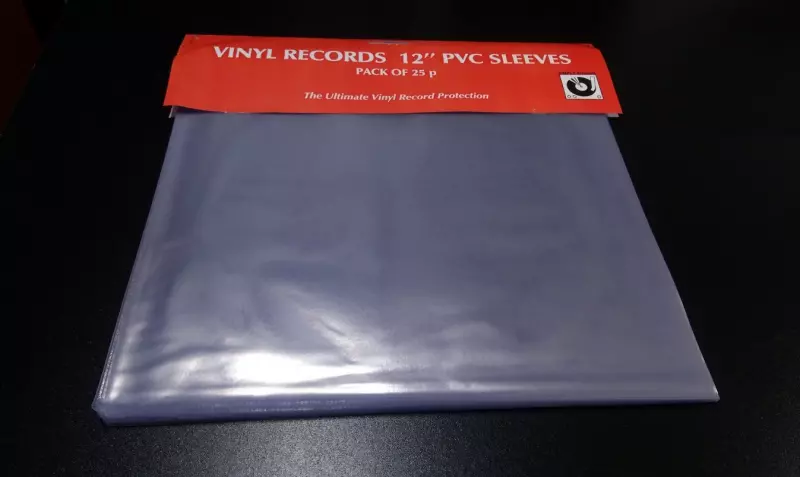 VINYL RECORDS 12" PVC SLEEVES
PACK OF 25 p
The Ultimate Vinyl Record Protection